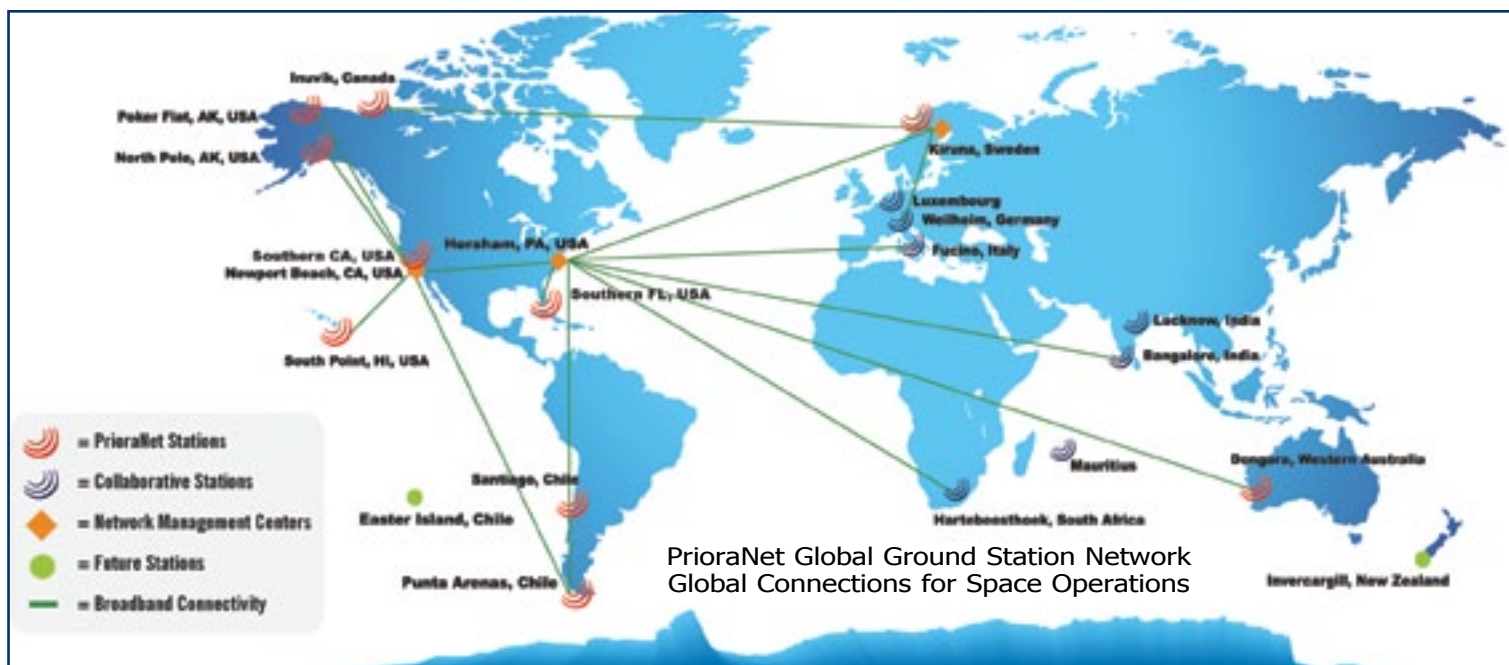 Inuvik, Canada
Poker Flat, AK, USA
North Pole, AK, USA
Kiruna, Sweden
Luxembourg
Weilheim, Germany
Horsham, PA, USA
Fucino, Italy
Southern CA, USA
Newport Beach, CA, USA
Southern FL, USA
Lacknow, India
South Point, HI, USA
Bangalore, India
= PrioraNet Stations
= Collaborative Stations
= Network Management Centers
= Future Stations
= Broadband Connectivity
Mauritius
Dongara, Western Australia
Santiago, Chile
Easter Island, Chile
Hartebeesthoek, South Africa
Punta Arenas, Chile
Invercargill, New Zealand
PrioraNet Global Ground Station Network
Global Connections for Space Operations